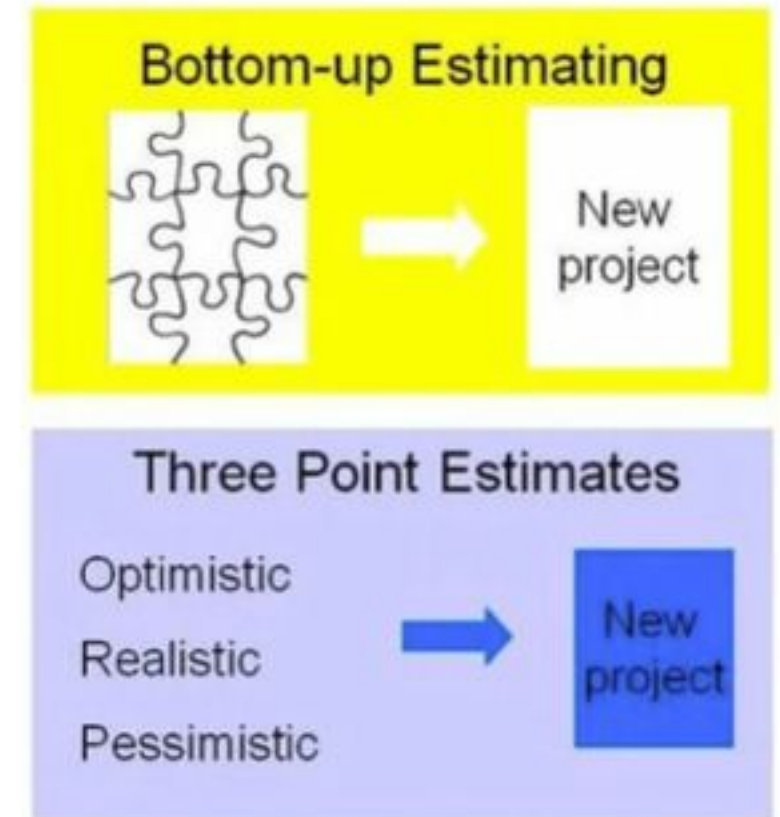 Bottom-up Estimating
New
project
Three Point Estimates
Optimistic
Realistic
Pessimistic
New
project